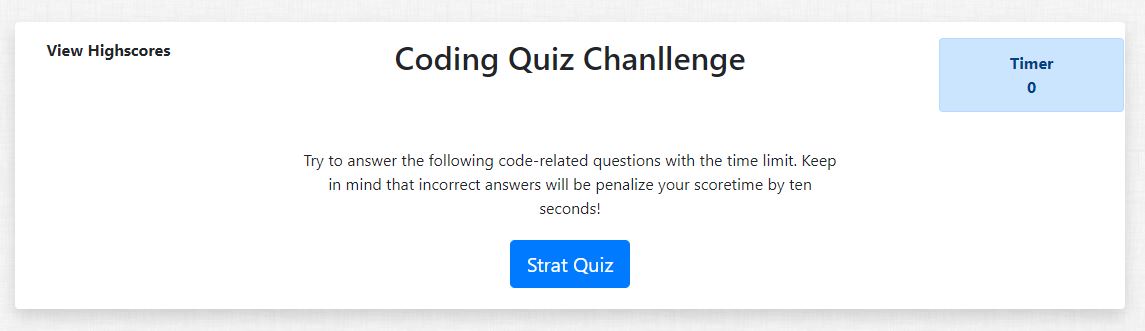 View Highscores
Coding Quiz Chanllenge
Timer
0
Try to answer the following code-related questions with the time limit. Keep
in mind that incorrect answers will be penalize your scoretime by ten
seconds!
Strat Quiz